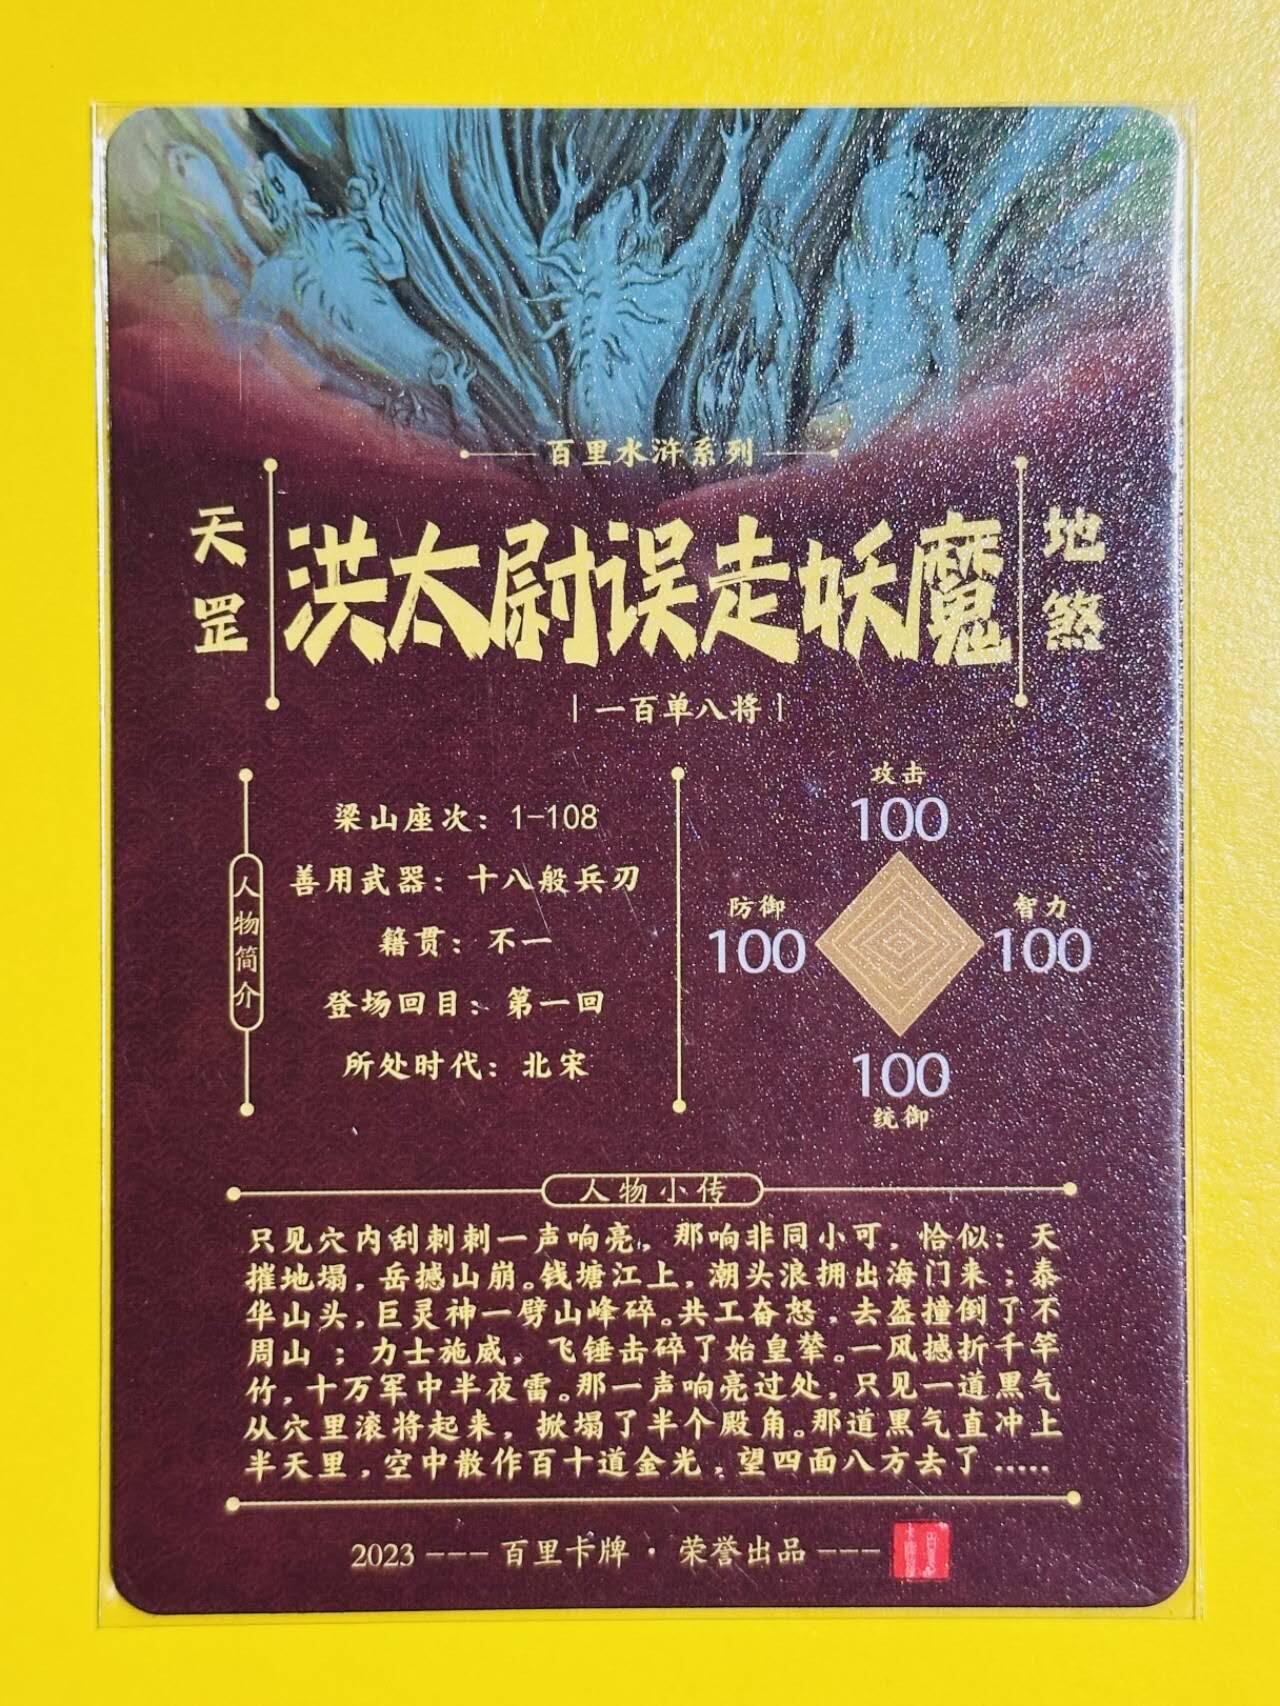 百里水浒系列
天罡
洪太尉误走妖魔
地煞
一百单八将
人物简介
梁山座次：1-108
善用武器：十八般兵刃
籍贯：不一
登场回目：第一回
所处时代：北宋
攻击
100
防御
100
智力
100
100
统御
人物小传
只见穴内刮刺刺一声响亮，那响非同小可，恰似：天
摧地塌，岳撼山崩。钱塘江上，潮头浪拥出海门来；泰
华山头，巨灵神一劈山峰碎。共工奋怒，去盔撞倒了不
周山；力士施威，飞锤击碎了始皇辇。一风撼折千竿
竹，十万军中半夜雷。那一声响亮过处，只见一道黑气
从穴里滚将起来，掀塌了半个殿角。那道黑气直冲上
半天里，空中散作百十道金光，望四面八方去了.....
2023 --- 百里卡牌·荣誉出品 ---